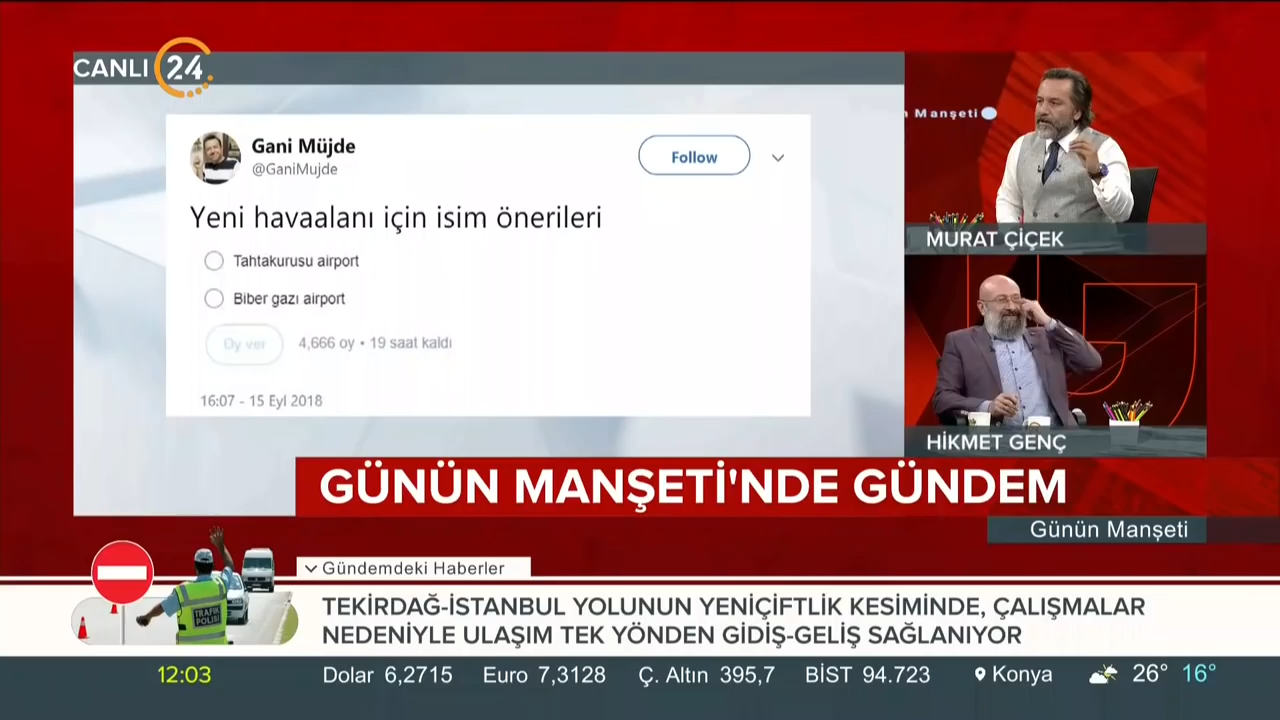 CANLI 24
Gani Müjde
@GaniMujde
Follow
Yeni havaalanı için isim önerileri
Tahtakurusu airport
Biber gazı airport
Oy ver
4,666 oy • 19 saat kaldı
16:07 - 15 Eyl 2018
n Manşeti
MURAT ÇİÇEK
HİKMET GENÇ
GÜNÜN MANŞETİ'NDE GÜNDEM
Günün Manşeti
Gündemdeki Haberler
TRAFİK
POLİSİ
TEKİRDAĞ-İSTANBUL YOLUNUN YENİÇİFTLİK KESİMİNDE, ÇALIŞMALAR
NEDENİYLE ULAŞIM TEK YÖNDEN GİDİŞ-GELİŞ SAĞLANIYOR
12:03 Dolar 6,2715 Euro 7,3128 Ç. Altın 395,7 BİST 94.723 Konya 26° 16°